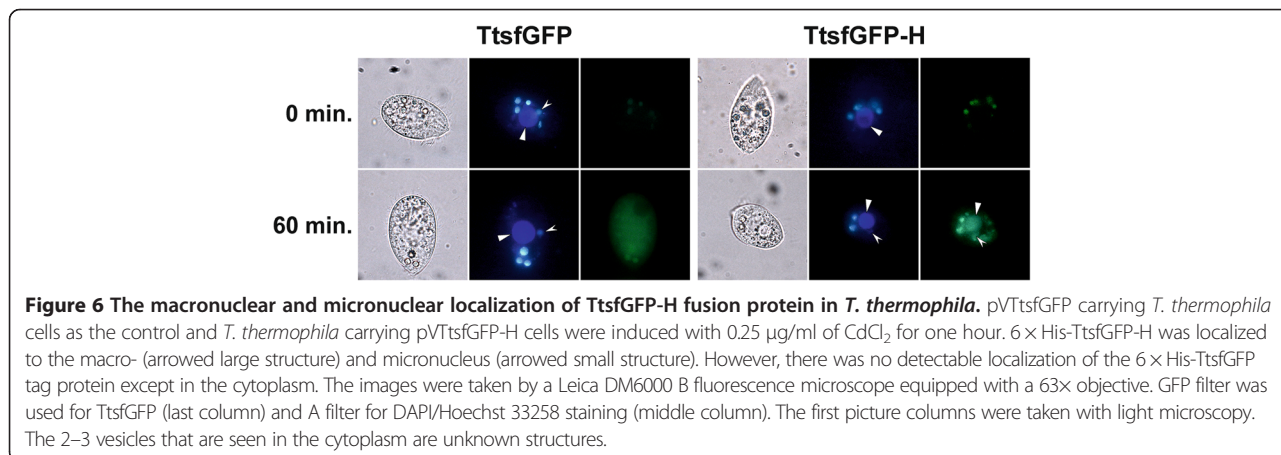 TtsfGFP TtsfGFP-H
0 min.
60 min.
Figure 6 The macronuclear and micronuclear localization of TtsfGFP-H fusion protein in T. thermophila. pVTtsfGFP carrying T. thermophila
cells as the control and T. thermophila carrying pVTtsfGFP-H cells were induced with 0.25 μg/ml of CdCl₂ for one hour. 6 × His-TtsfGFP-H was localized
to the macro- (arrowed large structure) and micronucleus (arrowed small structure). However, there was no detectable localization of the 6 × His-TtsfGFP
tag protein except in the cytoplasm. The images were taken by a Leica DM6000 B fluorescence microscope equipped with a 63× objective. GFP filter was
used for TtsfGFP (last column) and A filter for DAPI/Hoechst 33258 staining (middle column). The first picture columns were taken with light microscopy.
The 2–3 vesicles that are seen in the cytoplasm are unknown structures.